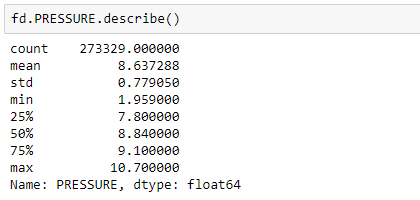 fd.PRESSURE.describe()
count    273329.000000
mean          8.637288
std           0.779050
min           1.959000
25%           7.800000
50%           8.840000
75%           9.100000
max          10.700000
Name: PRESSURE, dtype: float64